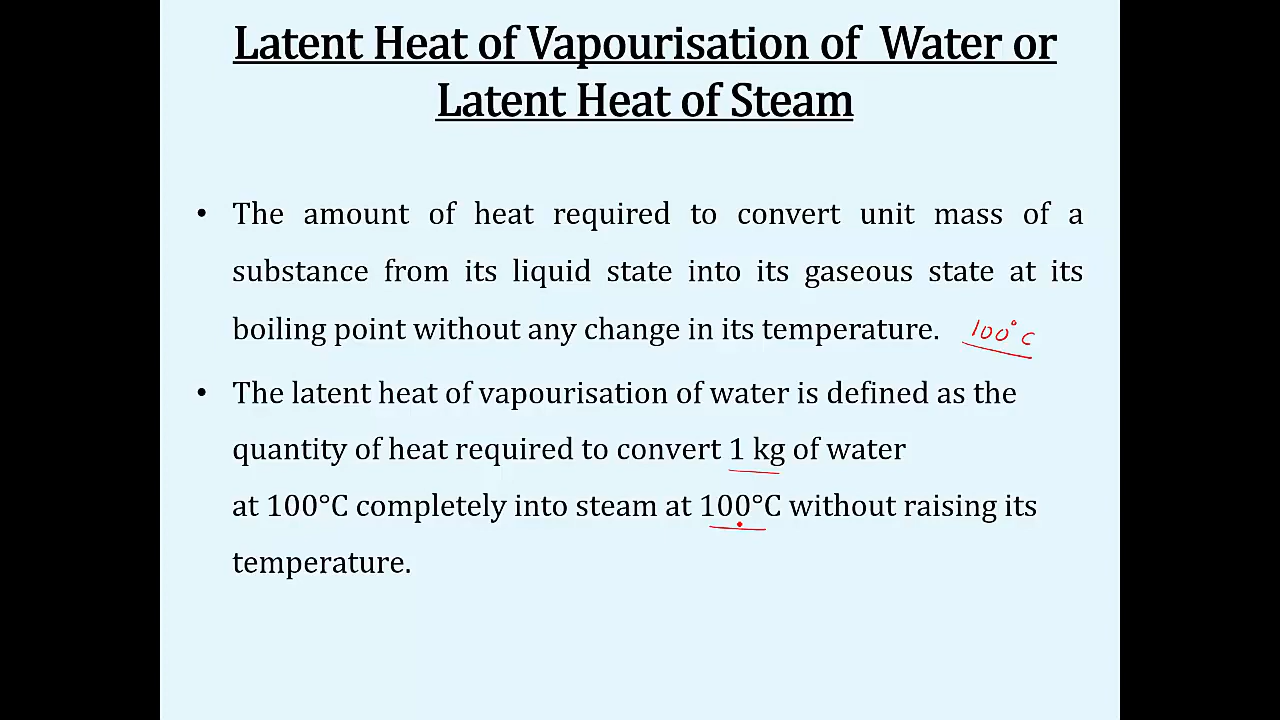 Latent Heat of Vapourisation of Water or
Latent Heat of Steam
• The amount of heat required to convert unit mass of a
substance from its liquid state into its gaseous state at its
boiling point without any change in its temperature. 100°C
• The latent heat of vapourisation of water is defined as the
quantity of heat required to convert 1 kg of water
at 100°C completely into steam at 100°C without raising its
temperature.